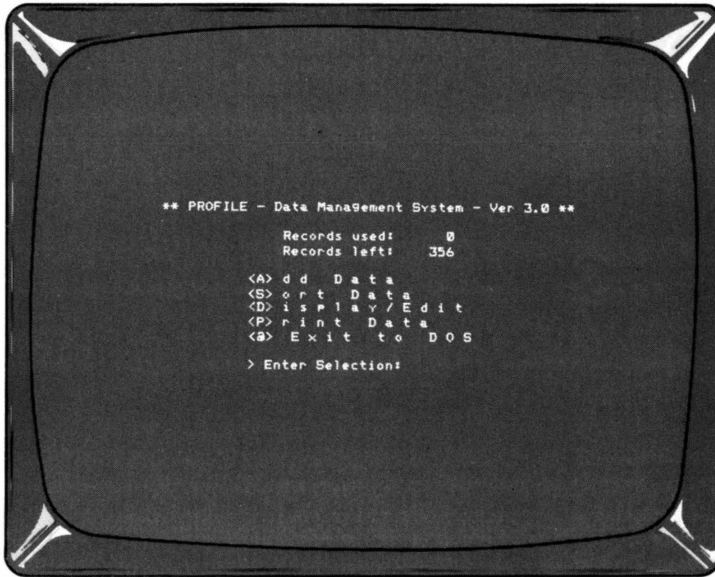 ** PROFILE - Data Management System - Ver 3.0 **
Records used: 0
Records left: 356
<A> d d   D a t a
<S> o r t   D a t a
<D> i s p l a y / E d i t
<P> r i n t   D a t a
<@>   E x i t   t o   D O S
> Enter Selection: